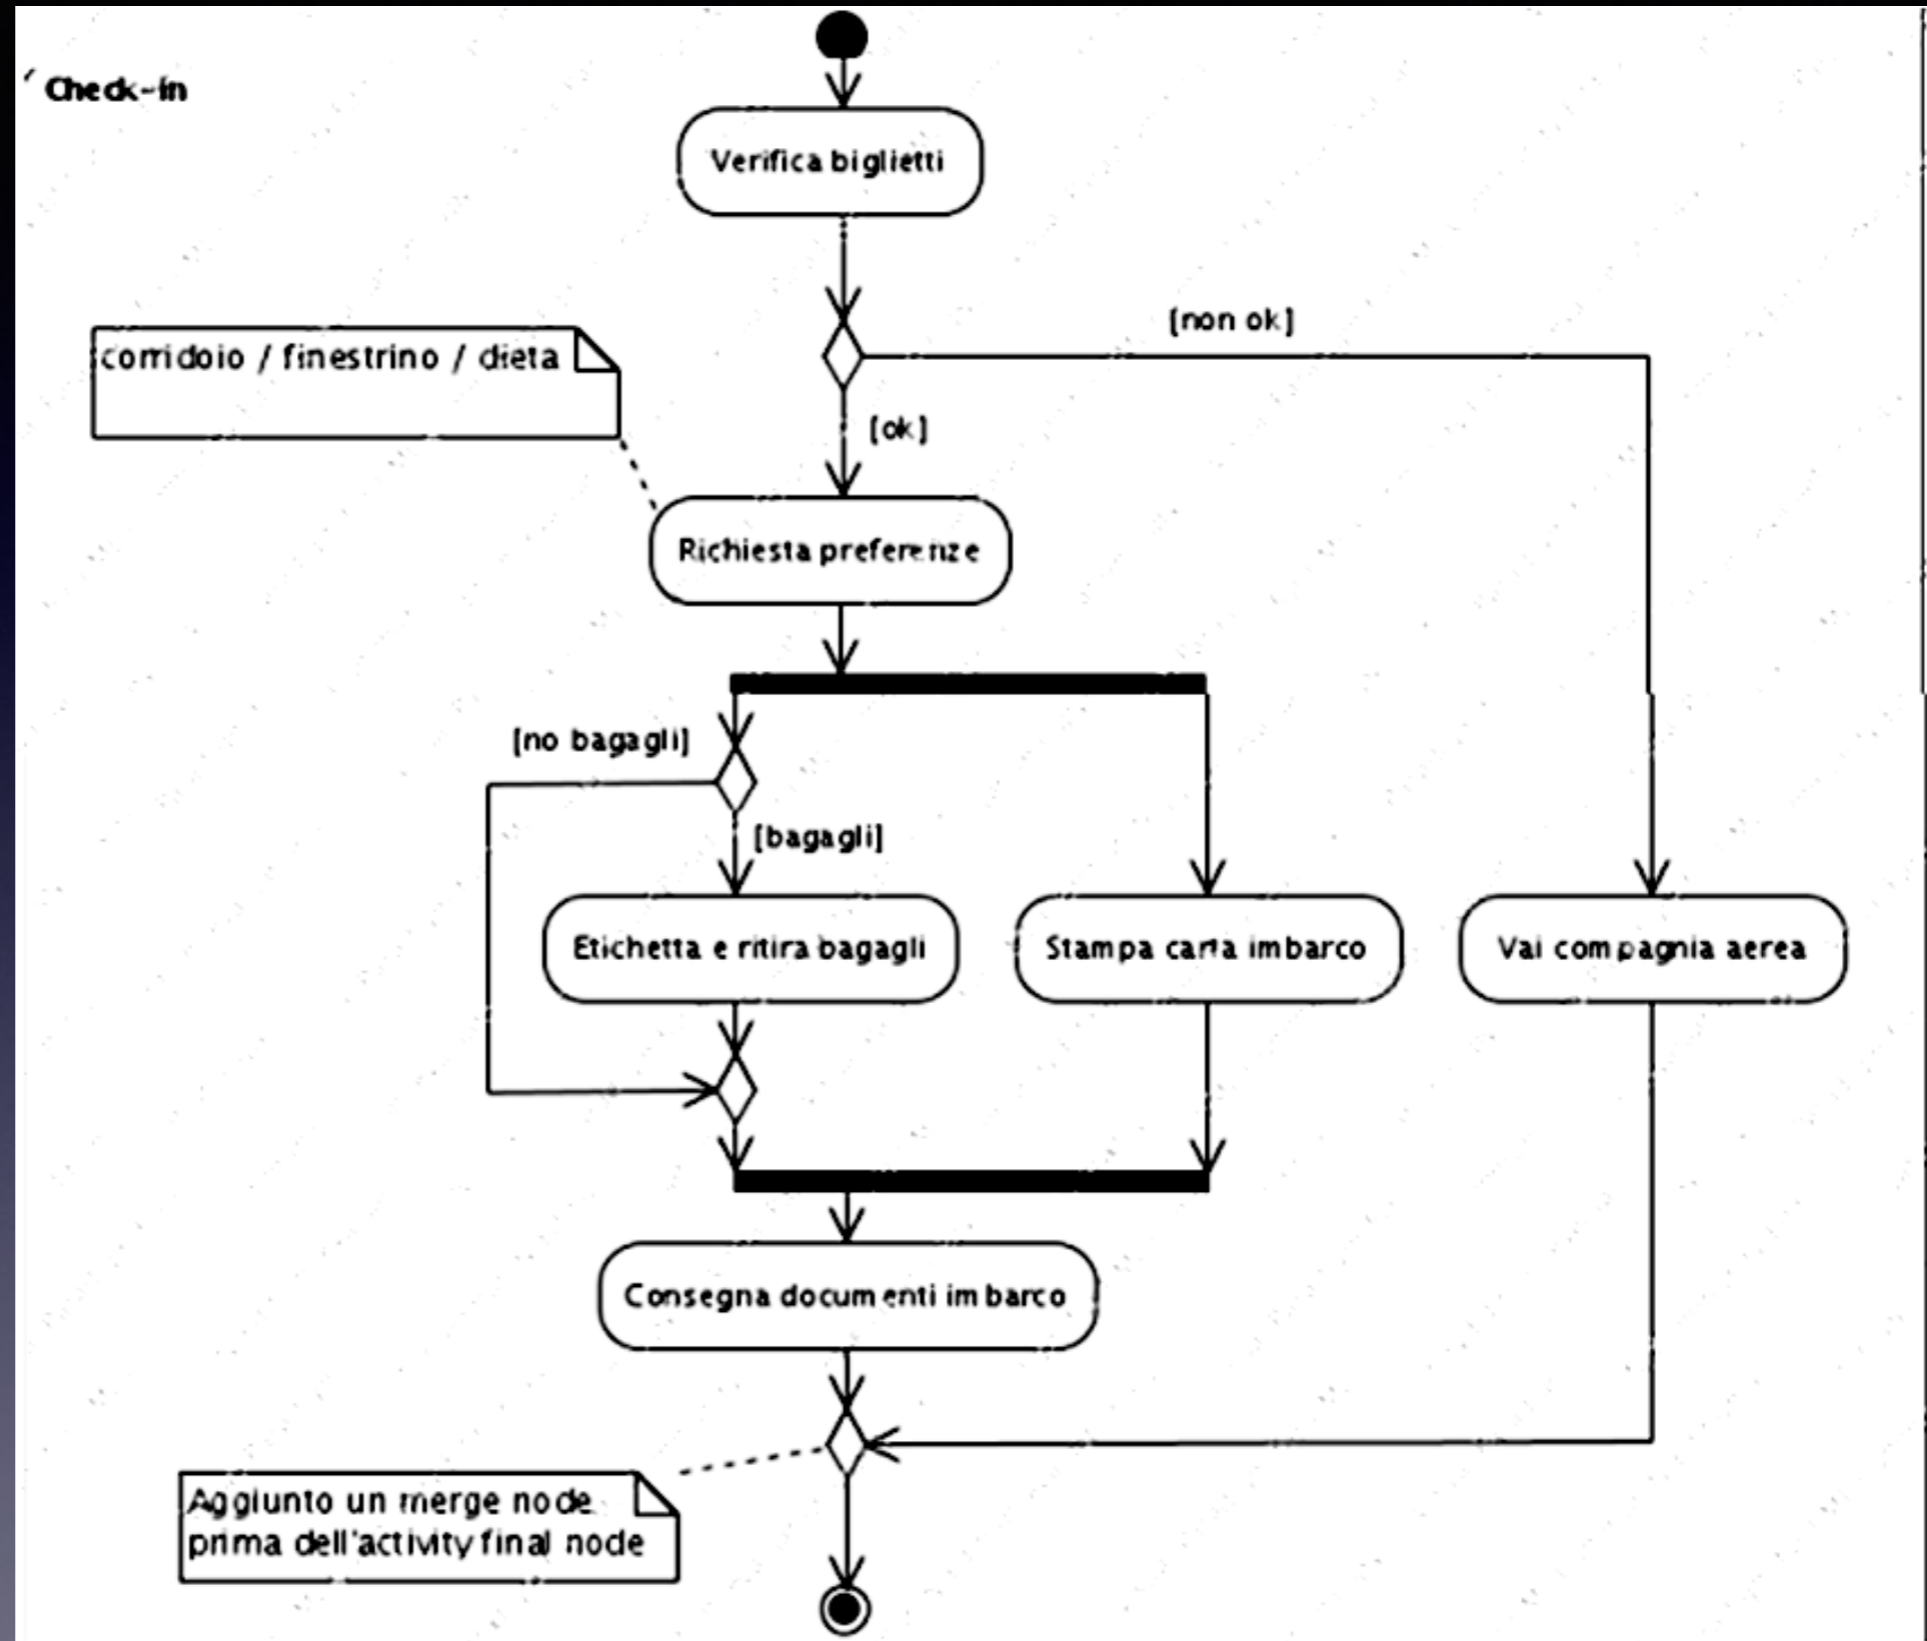 Check-in
Verifica biglietti
[non ok]
corridoio / finestrino / dieta
[ok]
Richiesta preferenze
[no bagagli]
[bagagli]
Etichetta e ritira bagagli
Stampa carta imbarco
Vai compagnia aerea
Consegna documenti imbarco
Aggiunto un merge node
prima dell'activity final node